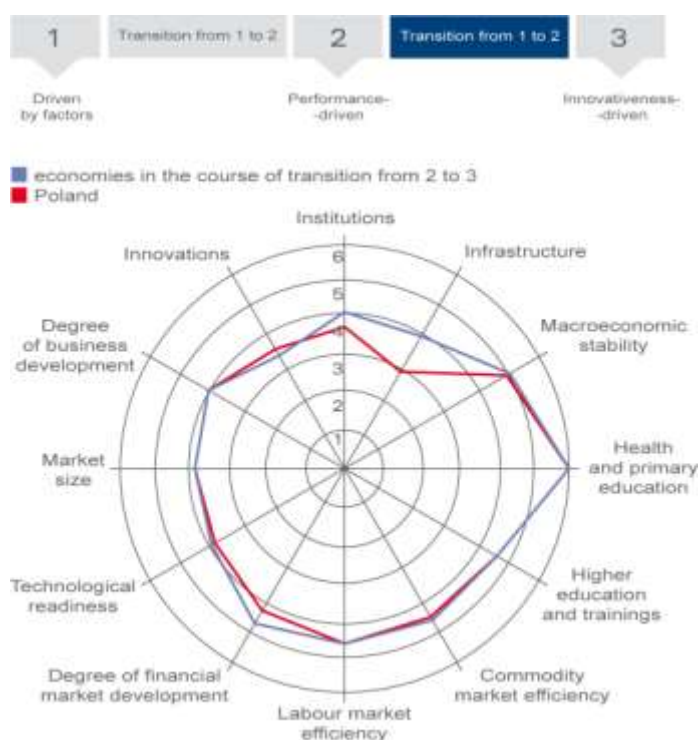 1
Transition from 1 to 2
2
Transition from 1 to 2
3
Driven
by factors
Performance-
-driven
Innovativeness-
-driven
economies in the course of transition from 2 to 3
Poland
Institutions
Innovations
Infrastructure
Degree
of business
development
Macroeconomic
stability
6
5
4
3
2
1
Market
size
Health
and primary
education
Technological
readiness
Higher
education
and trainings
Degree of financial
market development
Commodity
market efficiency
Labour market
efficiency